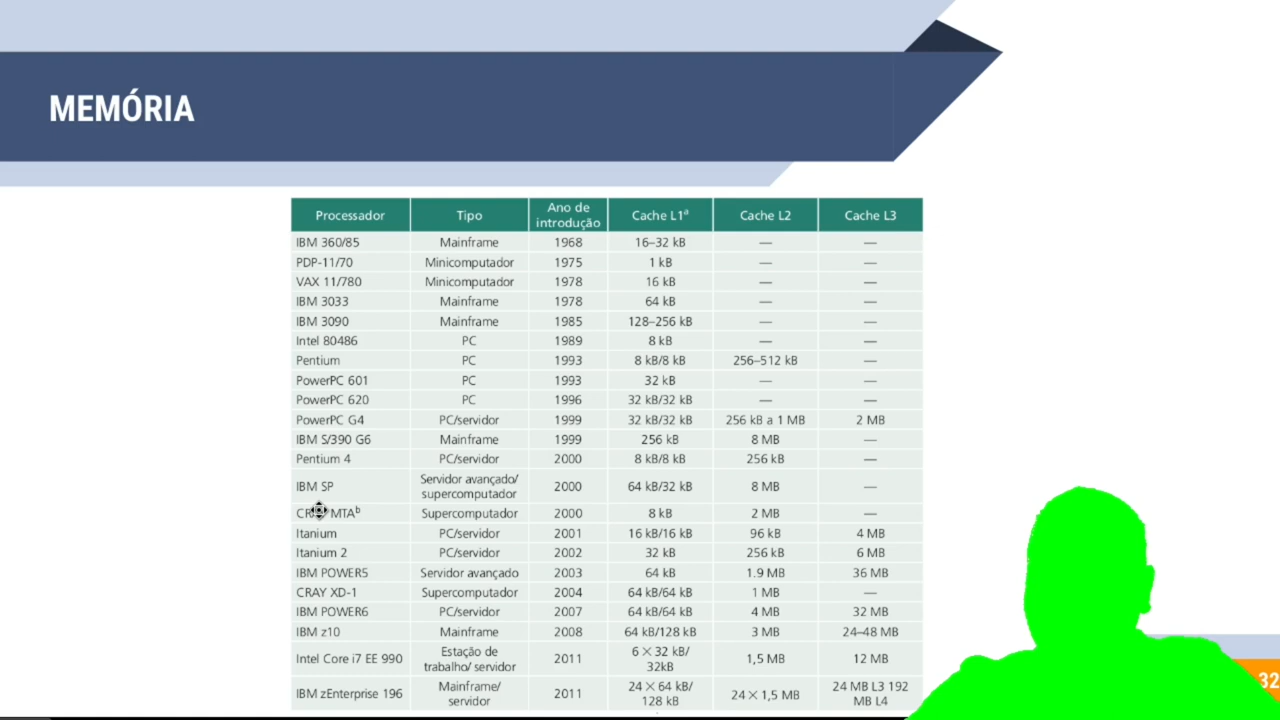 MEMÓRIA
Processador Tipo Ano de introdução Cache L1ª Cache L2 Cache L3
IBM 360/85 Mainframe 1968 16–32 kB — —
PDP-11/70 Minicomputador 1975 1 kB — —
VAX 11/780 Minicomputador 1978 16 kB — —
IBM 3033 Mainframe 1978 64 kB — —
IBM 3090 Mainframe 1985 128–256 kB — —
Intel 80486 PC 1989 8 kB — —
Pentium PC 1993 8 kB/8 kB 256–512 kB —
PowerPC 601 PC 1993 32 kB — —
PowerPC 620 PC 1996 32 kB/32 kB — —
PowerPC G4 PC/servidor 1999 32 kB/32 kB 256 kB a 1 MB 2 MB
IBM S/390 G6 Mainframe 1999 256 kB 8 MB —
Pentium 4 PC/servidor 2000 8 kB/8 kB 256 kB —
IBM SP Servidor avançado/ supercomputador 2000 64 kB/32 kB 8 MB —
MTAᵇ Supercomputador 2000 8 kB 2 MB —
Itanium PC/servidor 2001 16 kB/16 kB 96 kB 4 MB
Itanium 2 PC/servidor 2002 32 kB 256 kB 6 MB
IBM POWER5 Servidor avançado 2003 64 kB 1.9 MB 36 MB
CRAY XD-1 Supercomputador 2004 64 kB/64 kB 1 MB —
IBM POWER6 PC/servidor 2007 64 kB/64 kB 4 MB 32 MB
IBM z10 Mainframe 2008 64 kB/128 kB 3 MB 24–48 MB
Intel Core i7 EE 990 Estação de trabalho/ servidor 2011 6 × 32 kB/ 32kB 1,5 MB 12 MB
IBM zEnterprise 196 Mainframe/ servidor 2011 24 × 64 kB/ 128 kB 24 × 1,5 MB 24 MB L3 192 MB L4
32